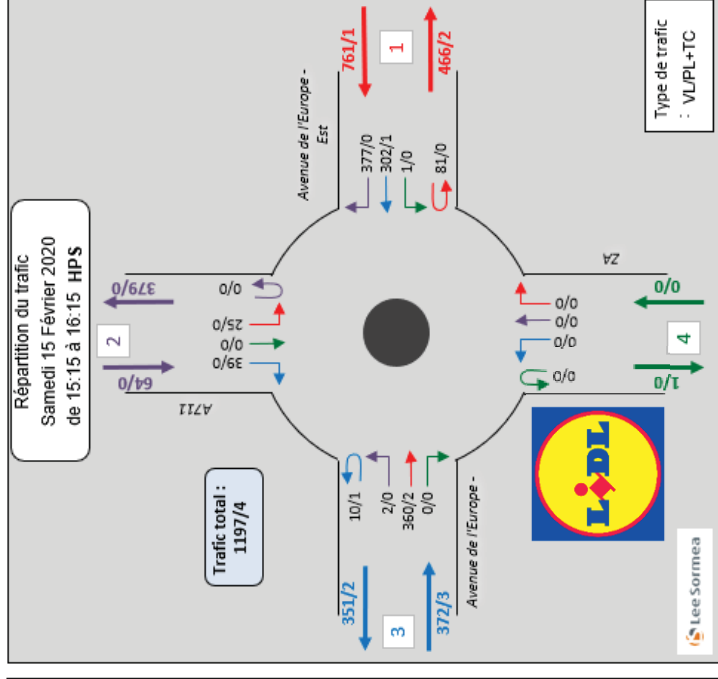 Répartition du trafic
Samedi 15 Février 2020
de 15:15 à 16:15 HPS
Type de trafic
: VL/PL+TC
Trafic total :
1197/4
2
64/0
379/0
A711
39/0
0/0
25/0
0/0
Avenue de l'Europe -
Est
761/1
1
466/2
377/0
302/1
1/0
81/0
351/2
3
372/3
Avenue de l'Europe -
10/1
2/0
360/2
0/0
ZA
0/0
0/0
0/0
0/0
1/0
4
0/0
LIDL
Lee Sormea